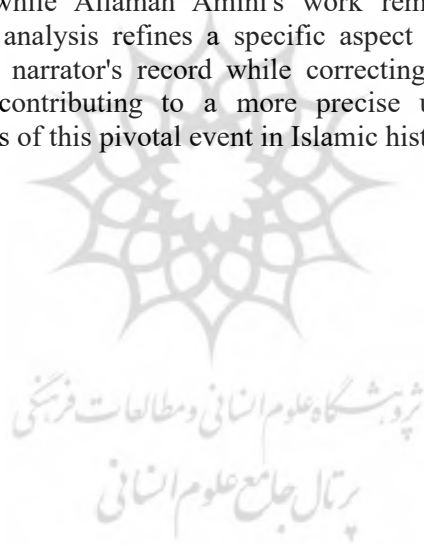 while Allamah Amini's work rem
analysis refines a specific aspect
narrator's record while correcting
contributing to a more precise u
s of this pivotal event in Islamic hist
پژوهشگاه علوم انسانی و مطالعات فرهنگی
پرتال جامع علوم انسانی